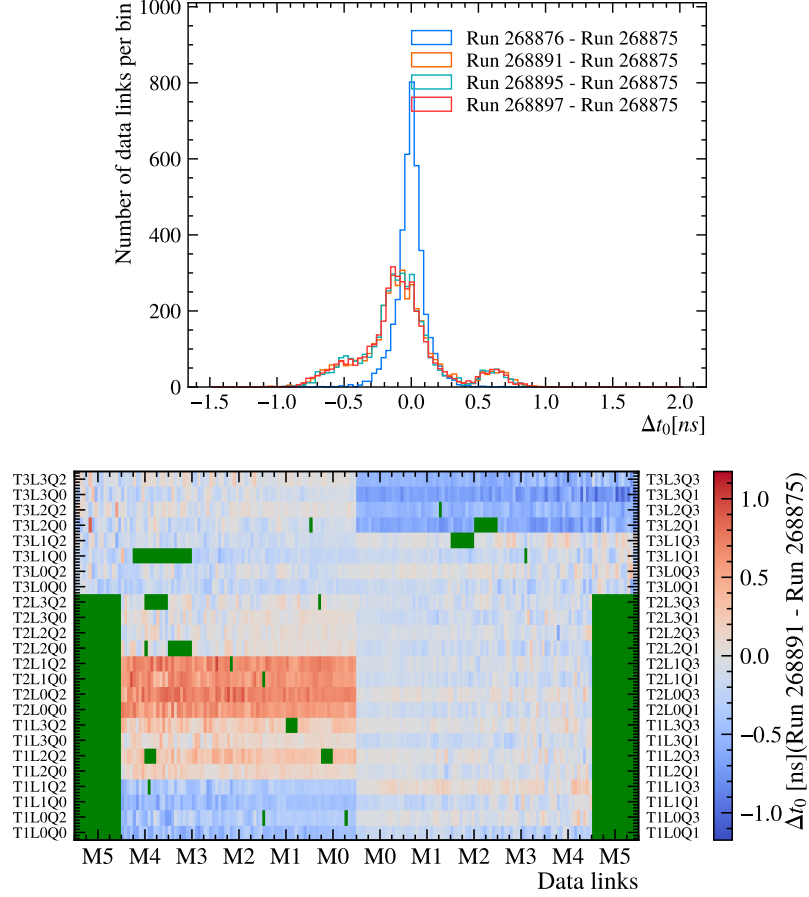 Number of data links per bin
1000
800
600
400
200
0
Run 268876 - Run 268875
Run 268891 - Run 268875
Run 268895 - Run 268875
Run 268897 - Run 268875
−1.5 −1.0 −0.5 0.0 0.5 1.0 1.5 2.0
Δt₀[ns]
T3L3Q2 T3L3Q3
T3L3Q0 T3L3Q1
T3L2Q2 T3L2Q3
T3L2Q0 T3L2Q1
T3L1Q2 T3L1Q3
T3L1Q0 T3L1Q1
T3L0Q2 T3L0Q3
T3L0Q0 T3L0Q1
T2L3Q2 T2L3Q3
T2L3Q0 T2L3Q1
T2L2Q2 T2L2Q3
T2L2Q0 T2L2Q1
T2L1Q2 T2L1Q3
T2L1Q0 T2L1Q1
T2L0Q2 T2L0Q3
T2L0Q0 T2L0Q1
T1L3Q2 T1L3Q3
T1L3Q0 T1L3Q1
T1L2Q2 T1L2Q3
T1L2Q0 T1L2Q1
T1L1Q2 T1L1Q3
T1L1Q0 T1L1Q1
T1L0Q2 T1L0Q3
T1L0Q0 T1L0Q1
M5 M4 M3 M2 M1 M0 M0 M1 M2 M3 M4 M5
Data links
1.0
0.5
0.0
−0.5
−1.0
Δt₀ [ns](Run 268891 - Run 268875)